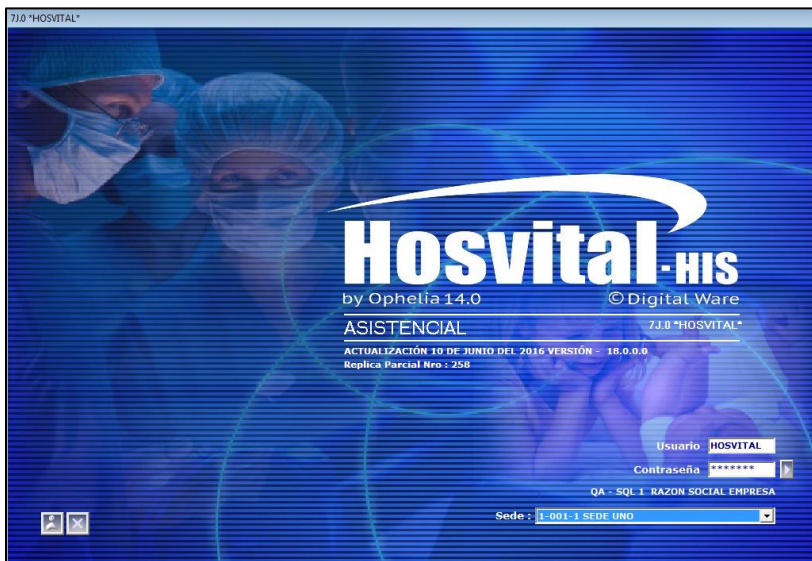 7J.0 *HOSVITAL*
Hosvital-HIS
by Ophelia 14.0 © Digital Ware
ASISTENCIAL 7J.0 *HOSVITAL*
ACTUALIZACIÓN 10 DE JUNIO DEL 2016 VERSIÓN - 18.0.0.0
Replica Parcial Nro : 258
Usuario HOSVITAL
Contraseña *******
QA - SQL 1 RAZON SOCIAL EMPRESA
Sede : 1-001-1 SEDE UNO